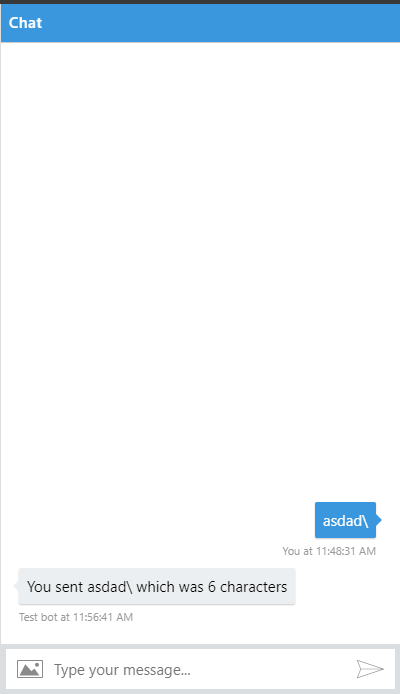 Chat
asdad\
You at 11:48:31 AM
You sent asdad\ which was 6 characters
Test bot at 11:56:41 AM
Type your message...